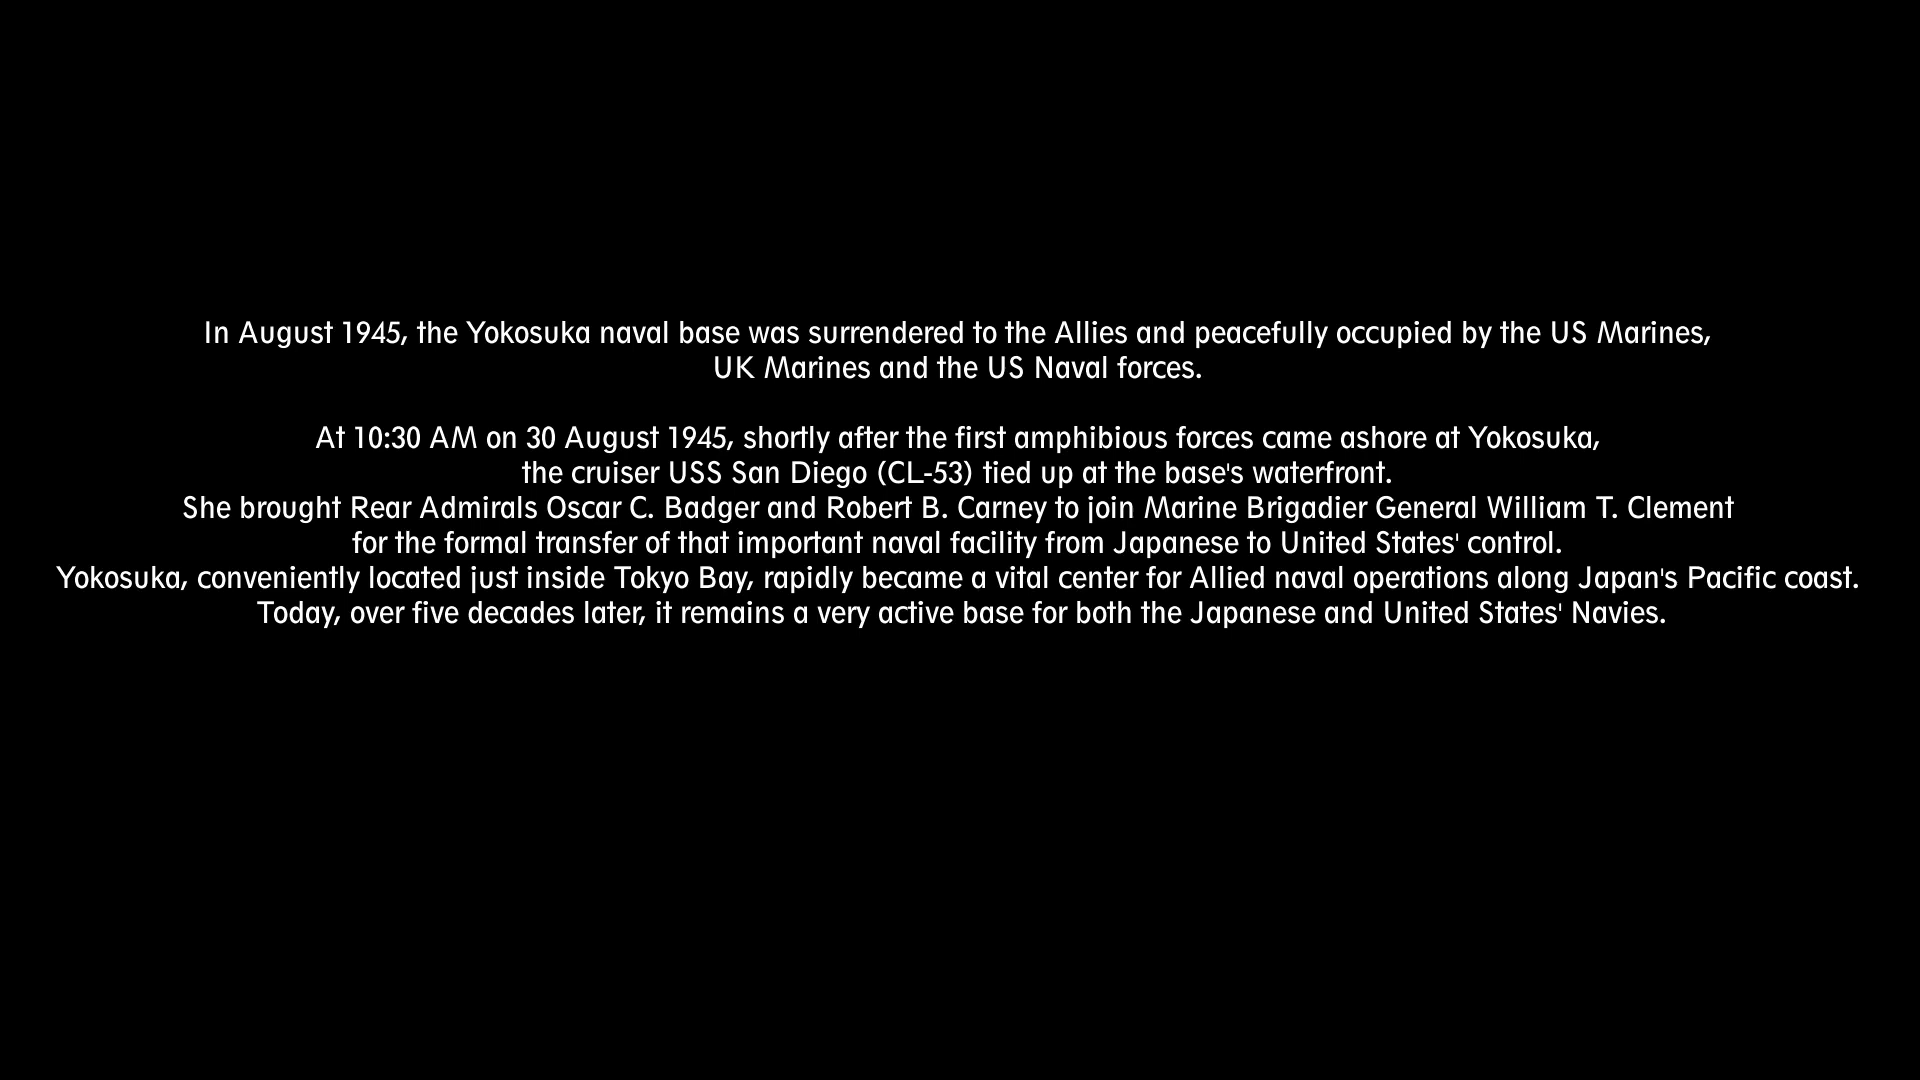 In August 1945, the Yokosuka naval base was surrendered to the Allies and peacefully occupied by the US Marines,
UK Marines and the US Naval forces.
At 10:30 AM on 30 August 1945, shortly after the first amphibious forces came ashore at Yokosuka,
the cruiser USS San Diego (CL-53) tied up at the base's waterfront.
She brought Rear Admirals Oscar C. Badger and Robert B. Carney to join Marine Brigadier General William T. Clement
for the formal transfer of that important naval facility from Japanese to United States' control.
Yokosuka, conveniently located just inside Tokyo Bay, rapidly became a vital center for Allied naval operations along Japan's Pacific coast.
Today, over five decades later, it remains a very active base for both the Japanese and United States' Navies.